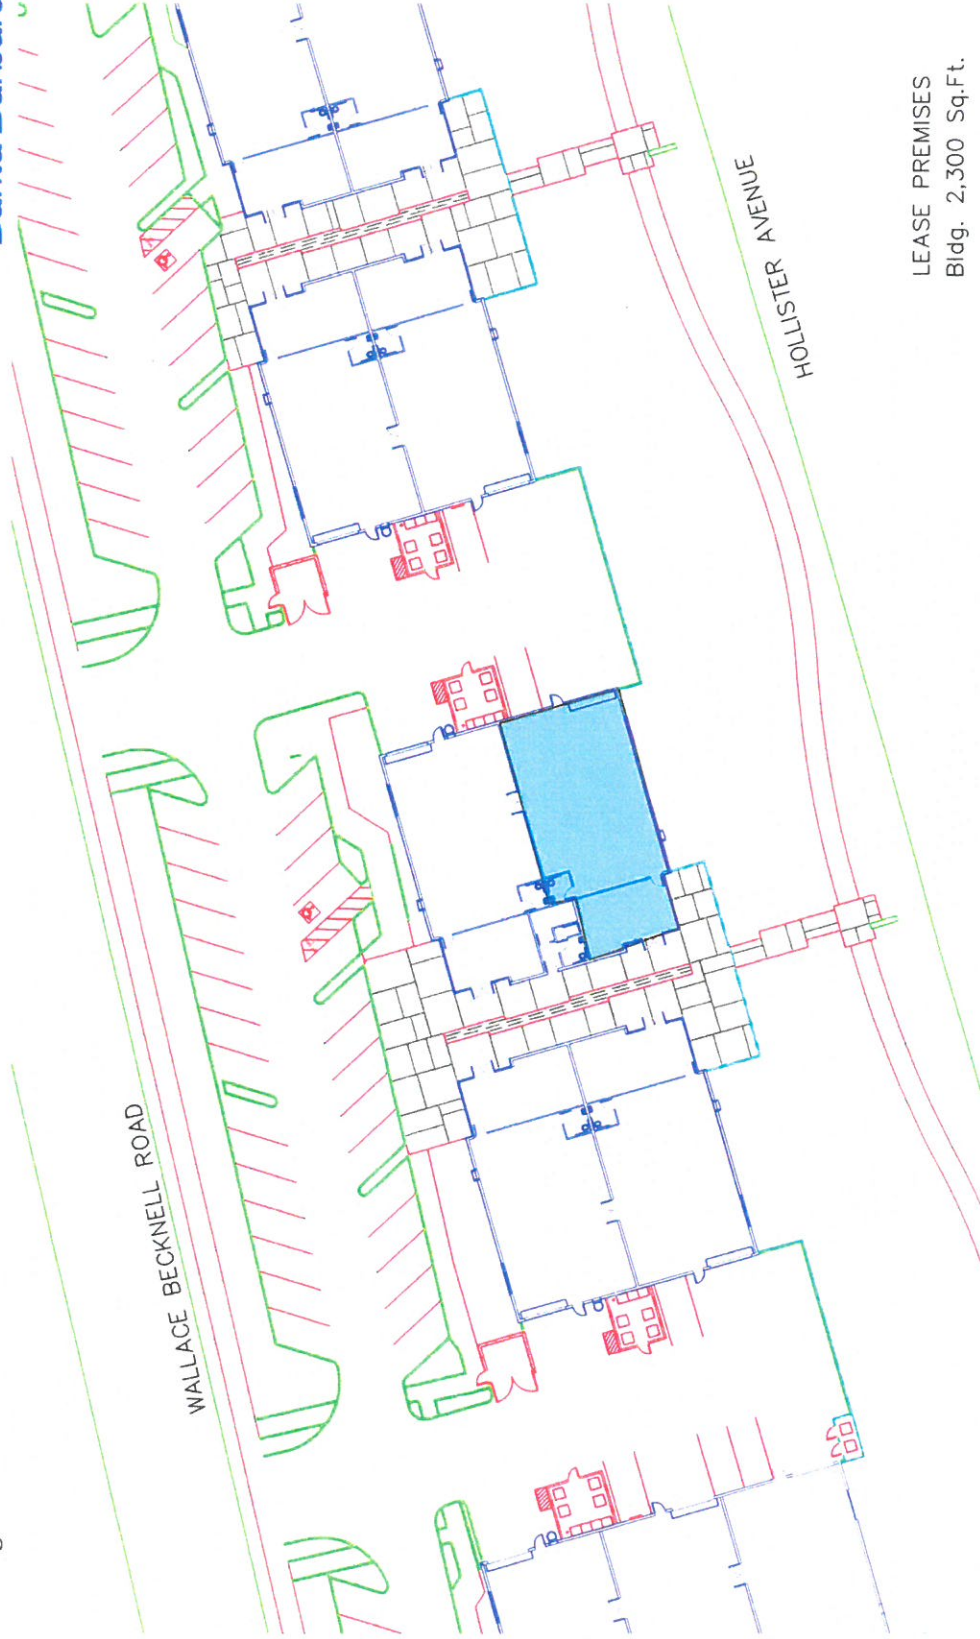 WALLACE BECKNELL ROAD
HOLLISTER AVENUE
LEASE PREMISES
Bldg. 2,300 Sq.Ft.